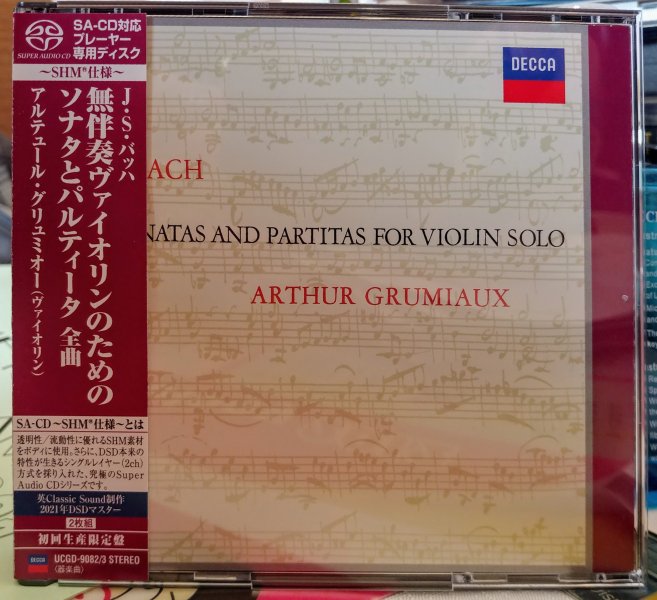 SUPER AUDIO CD
SA-CD対応
プレーヤー
専用ディスク
~SHM*仕様~
J・S・バッハ
無伴奏ヴァイオリンのための
ソナタとパルティータ 全曲
アルテュール・グリュミオー(ヴァイオリン)
SA-CD~SHM*仕様~とは
透明性/流動性に優れるSHM素材
をボディに使用。さらに、DSD本来の
特性が生きるシングルレイヤー(2ch)
方式を採り入れた、究極のSuper
Audio CDシリーズです。
英Classic Sound制作
2021年DSDマスター
2枚組
初回生産限定盤
DECCA
UCGD-9082/3 STEREO
(器楽曲)
DECCA
ACH
NATAS AND PARTITAS FOR VIOLIN SOLO
ARTHUR GRUMIAUX